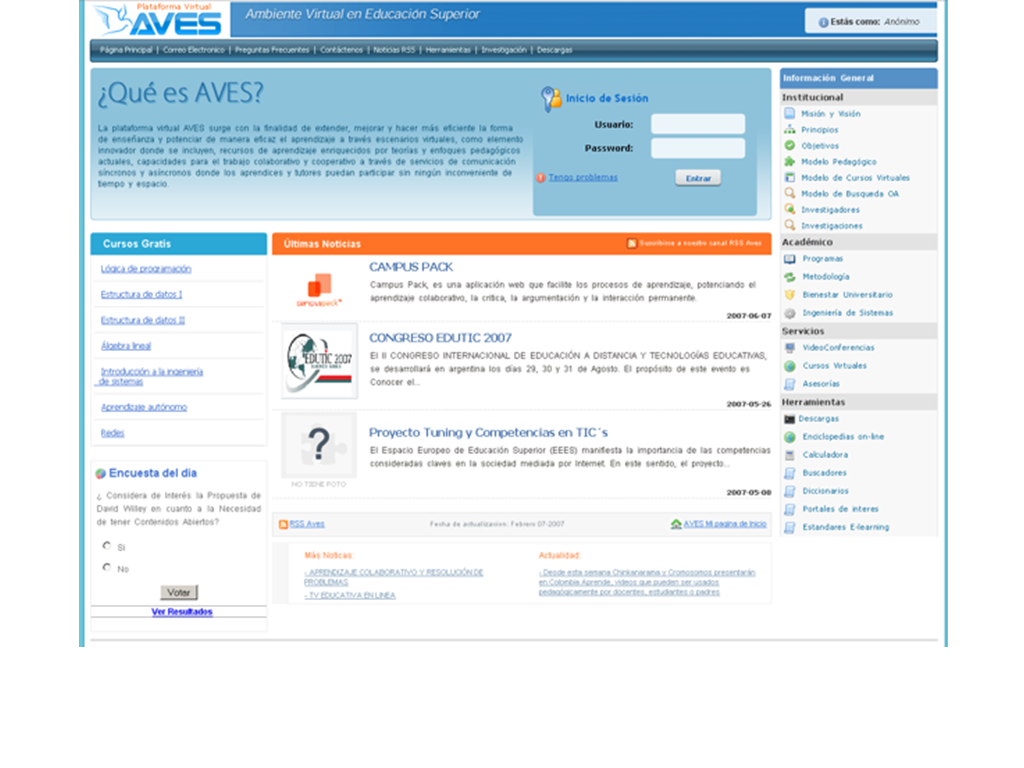 Plataforma Virtual
AVES
Ambiente Virtual en Educación Superior
Estás como: Anónimo
Página Principal | Correo Electronico | Preguntas Frecuentes | Contáctenos | Noticias RSS | Herramientas | Investigación | Descargas
¿Qué es AVES?
La plataforma virtual AVES surge con la finalidad de extender, mejorar y hacer más eficiente la forma
de enseñanza y potenciar de manera eficaz el aprendizaje a través escenarios virtuales, como elemento
innovador donde se incluyen, recursos de aprendizaje enriquecidos por teorías y enfoques pedagógicos
actuales, capacidades para el trabajo colaborativo y cooperativo a través de servicios de comunicación
síncronos y asíncronos donde los aprendices y tutores puedan participar sin ningún inconveniente de
tiempo y espacio.
Inicio de Sesión
Usuario:
Password:
Tengo problemas
Entrar
Cursos Gratis
Lógica de programación
Estructura de datos I
Estructura de datos II
Álgebra lineal
Introducción a la ingeniería
de sistemas
Aprendizaje autónomo
Redes
Encuesta del dia
¿ Considera de Interés la Propuesta de
David Willey en cuanto a la Necesidad
de tener Contenidos Abiertos?
Si
No
Votar
Ver Resultados
Últimas Noticias
Suscribirse a nuestro canal RSS Aves
campuspack
CAMPUS PACK
Campus Pack, es una aplicación web que facilite los procesos de aprendizaje, potenciando el
aprendizaje colaborativo, la crítica, la argumentación y la interacción permanente.
2007-06-07
EDUTIC 2007
CONGRESO EDUTIC 2007
El II CONGRESO INTERNACIONAL DE EDUCACIÓN A DISTANCIA Y TECNOLOGÍAS EDUCATIVAS,
se desarrollará en argentina los días 29, 30 y 31 de Agosto. El propósito de este evento es
Conocer el...
2007-05-26
?
NO TIENE FOTO
Proyecto Tuning y Competencias en TIC´s
El Espacio Europeo de Educación Superior (EEES) manifiesta la importancia de las competencias
consideradas claves en la sociedad mediada por Internet. En este sentido, el proyecto...
2007-05-08
RSS Aves
Fecha de actualizacion: Febrero 07-2007
AVES Mi pagina de Inicio
Más Noticas:
- APRENDIZAJE COLABORATIVO Y RESOLUCIÓN DE
PROBLEMAS
- TV EDUCATIVA EN LINEA
Actualidad:
- Desde esta semana Chinkanarama y Cronosomos presentarán
en Colombia Aprende, videos que pueden ser usados
pedagógicamente por docentes, estudiantes o padres
Información General
Institucional
Misión y Visión
Principios
Objetivos
Modelo Pedagógico
Modelo de Cursos Virtuales
Modelo de Busqueda OA
Investigadores
Investigaciones
Académico
Programas
Metodología
Bienestar Universitario
Ingeniería de Sistemas
Servicios
VideoConferencias
Cursos Virtuales
Asesorías
Herramientas
Descargas
Enciclopedias on-line
Calculadora
Buscadores
Diccionarios
Portales de interes
Estandares E-learning